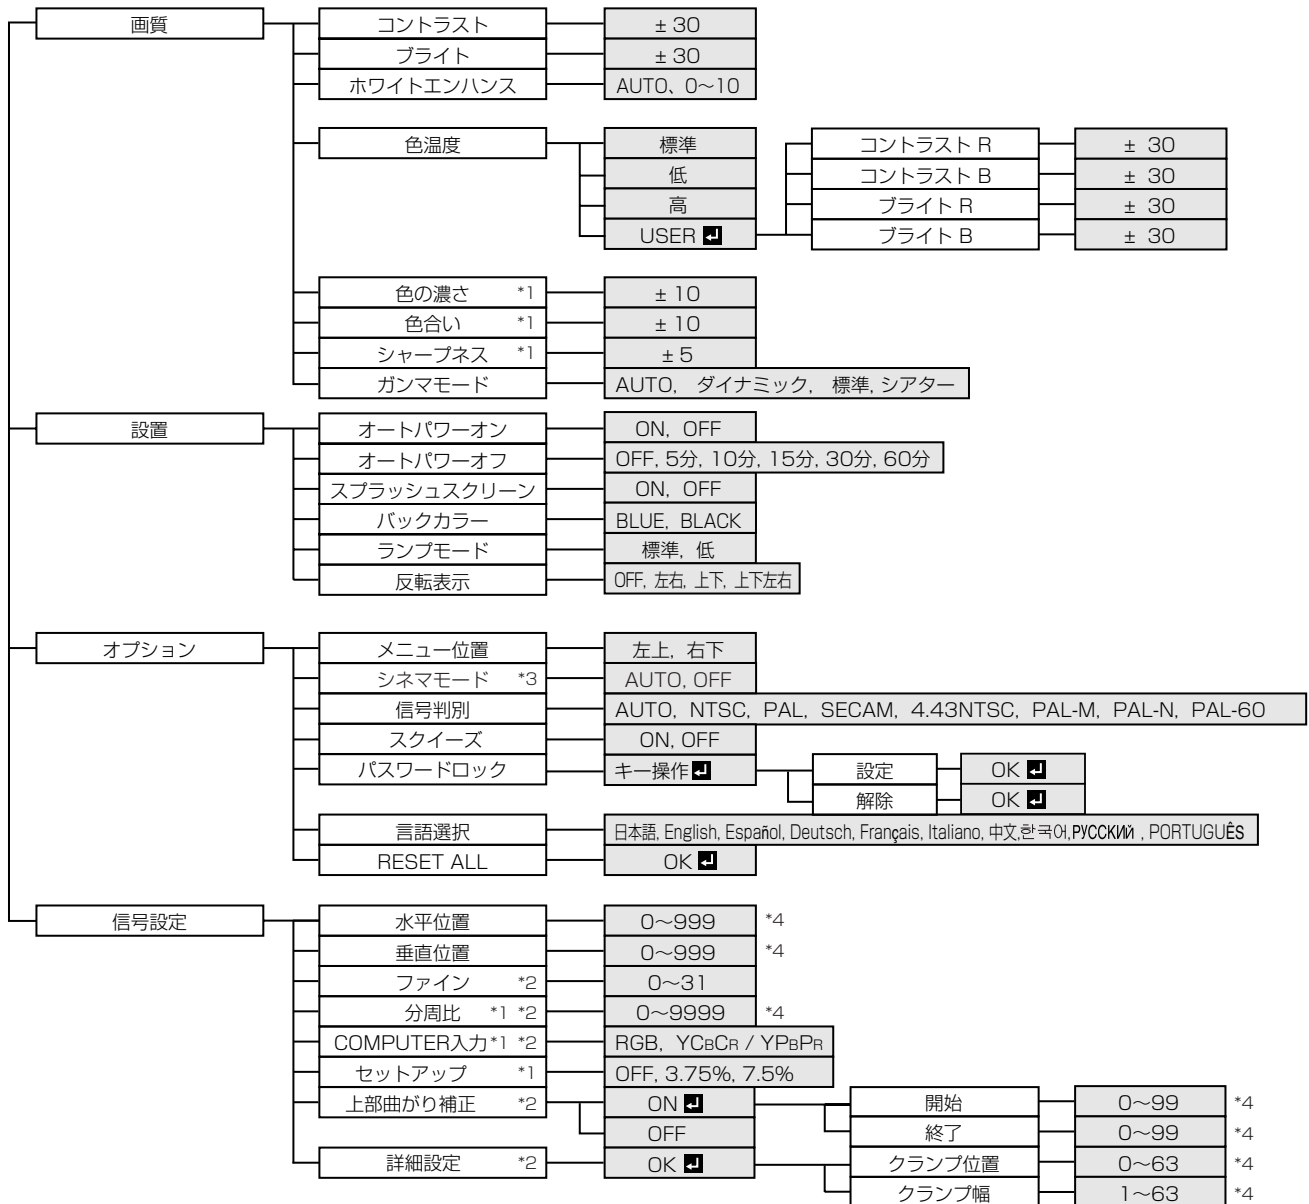 画質 コントラスト ± 30
ブライト ± 30
ホワイトエンハンス AUTO、0～10
色温度 標準 コントラスト R ± 30
低 コントラスト B ± 30
高 ブライト R ± 30
USER ブライト B ± 30
色の濃さ *1 ± 10
色合い *1 ± 10
シャープネス *1 ± 5
ガンマモード AUTO, ダイナミック, 標準, シアター
設置 オートパワーオン ON, OFF
オートパワーオフ OFF, 5分, 10分, 15分, 30分, 60分
スプラッシュスクリーン ON, OFF
バックカラー BLUE, BLACK
ランプモード 標準, 低
反転表示 OFF, 左右, 上下, 上下左右
オプション メニュー位置 左上, 右下
シネマモード *3 AUTO, OFF
信号判別 AUTO, NTSC, PAL, SECAM, 4.43NTSC, PAL-M, PAL-N, PAL-60
スクイーズ ON, OFF
パスワードロック キー操作 設定 OK
解除 OK
言語選択 日本語, English, Español, Deutsch, Français, Italiano, 中文,한국어,РУССКИЙ , PORTUGUÊS
RESET ALL OK
信号設定 水平位置 0～999 *4
垂直位置 0～999 *4
ファイン *2 0～31
分周比 *1 *2 0～9999 *4
COMPUTER入力 *1 *2 RGB, YCBCR / YPBPR
セットアップ *1 OFF, 3.75%, 7.5%
上部曲がり補正 *2 ON 開始 0～99 *4
OFF 終了 0～99 *4
詳細設定 *2 OK クランプ位置 0～63 *4
クランプ幅 1～63 *4